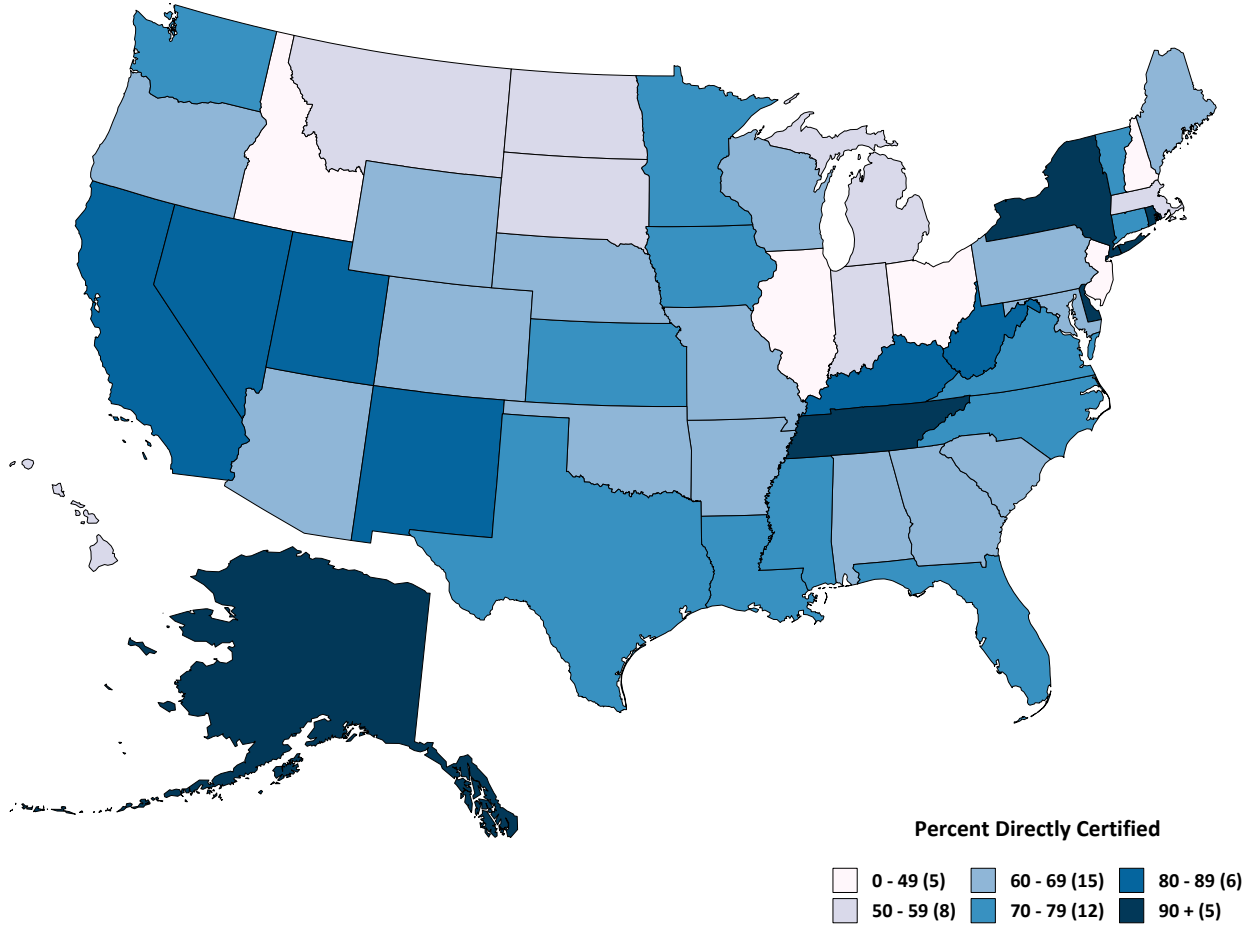 Percent Directly Certified
0 - 49 (5) 60 - 69 (15) 80 - 89 (6)
50 - 59 (8) 70 - 79 (12) 90 + (5)